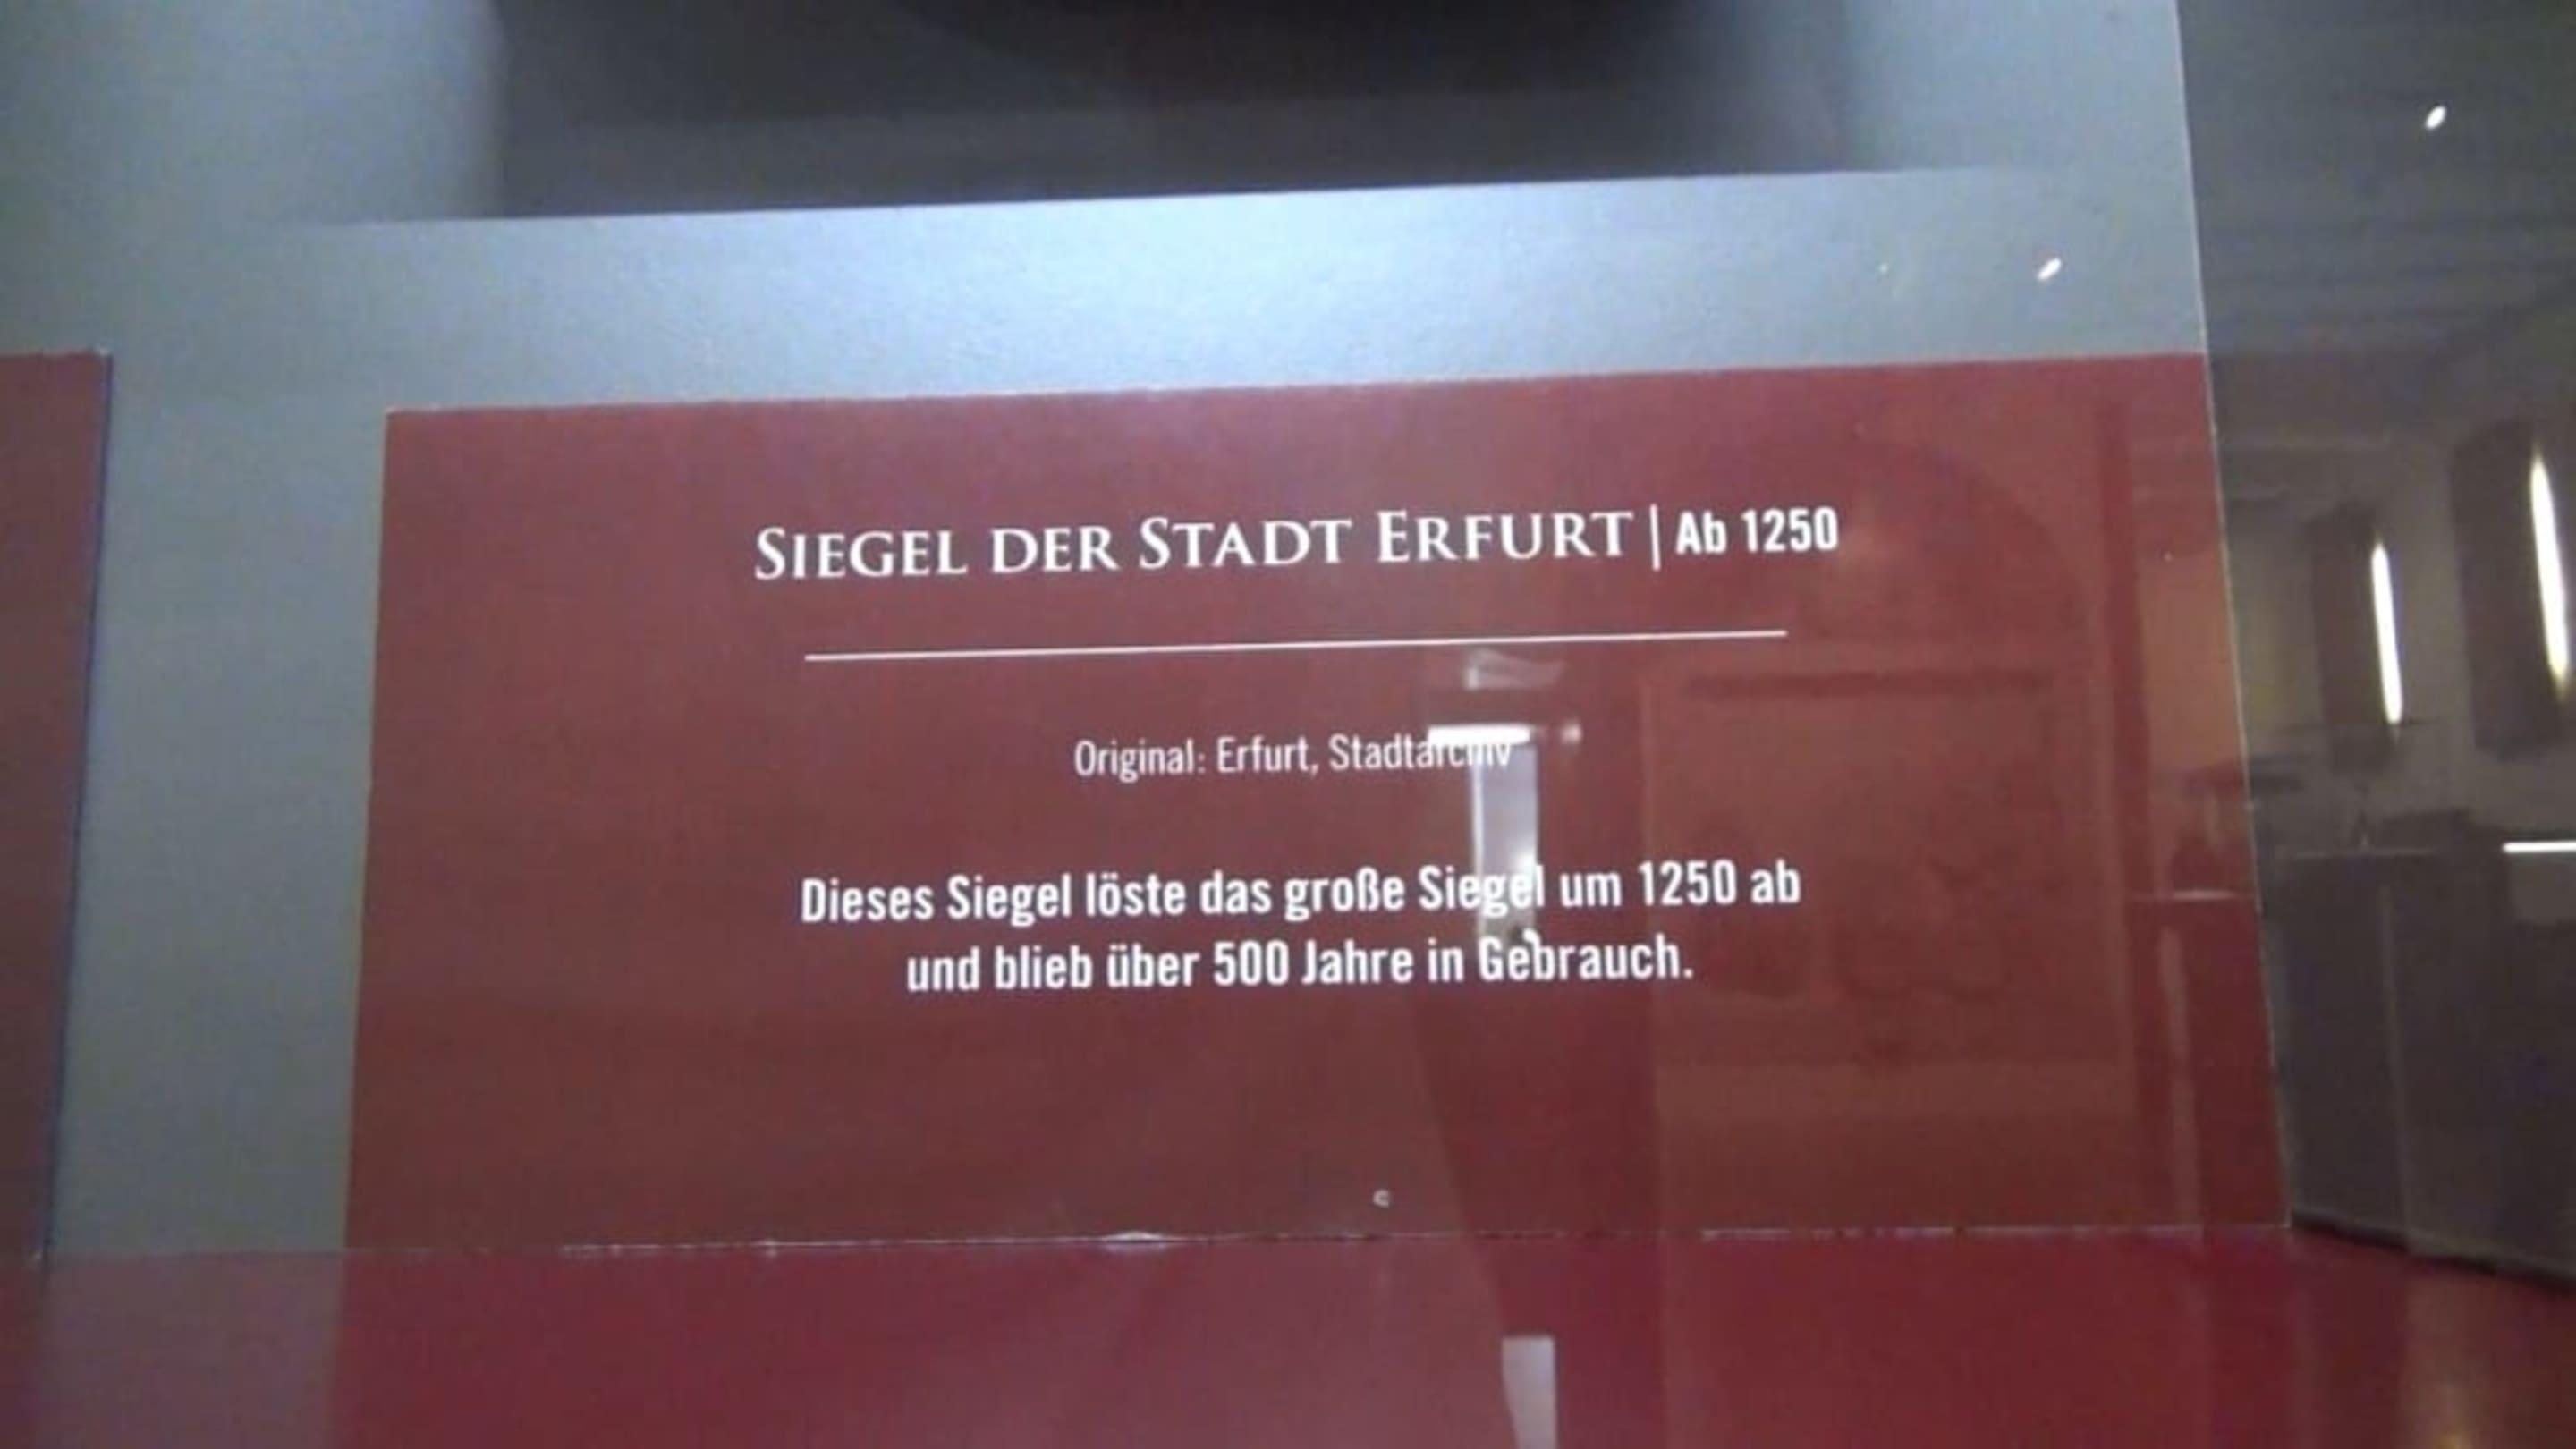 SIEGEL DER STADT ERFURT | Ab 1250
Original: Erfurt, Stadtarchiv
Dieses Siegel löste das große Siegel um 1250 ab
und blieb über 500 Jahre in Gebrauch.